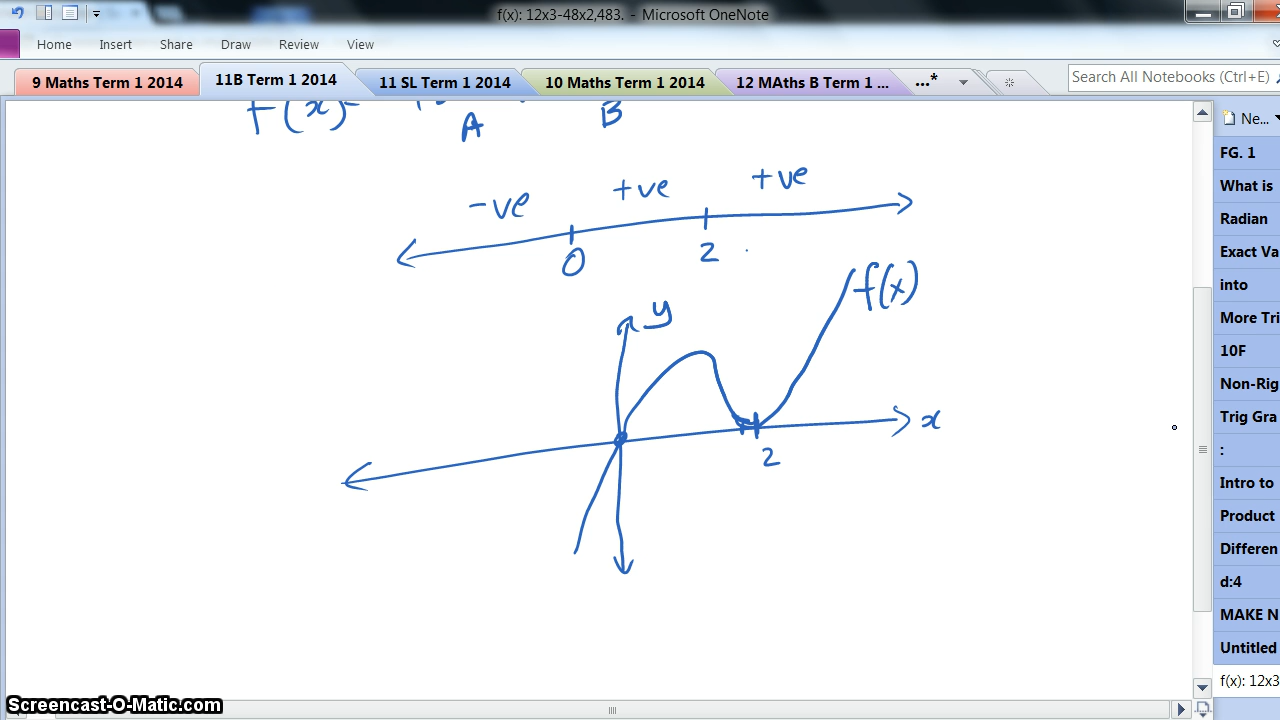 f(x): 12x3-48x2,483. - Microsoft OneNote
Home Insert Share Draw Review View
9 Maths Term 1 2014 11B Term 1 2014 11 SL Term 1 2014 10 Maths Term 1 2014 12 MAths B Term 1 ... ...*
Search All Notebooks (Ctrl+E)
Ne...
f(x)=
A B
-ve +ve +ve
0 2
y
f(x)
x
2
FG. 1
What is
Radian
Exact Va
into
More Tri
10F
Non-Rig
Trig Gra
:
Intro to
Product
Differen
d:4
MAKE N
Untitled
f(x): 12x3
Screencast-O-Matic.com